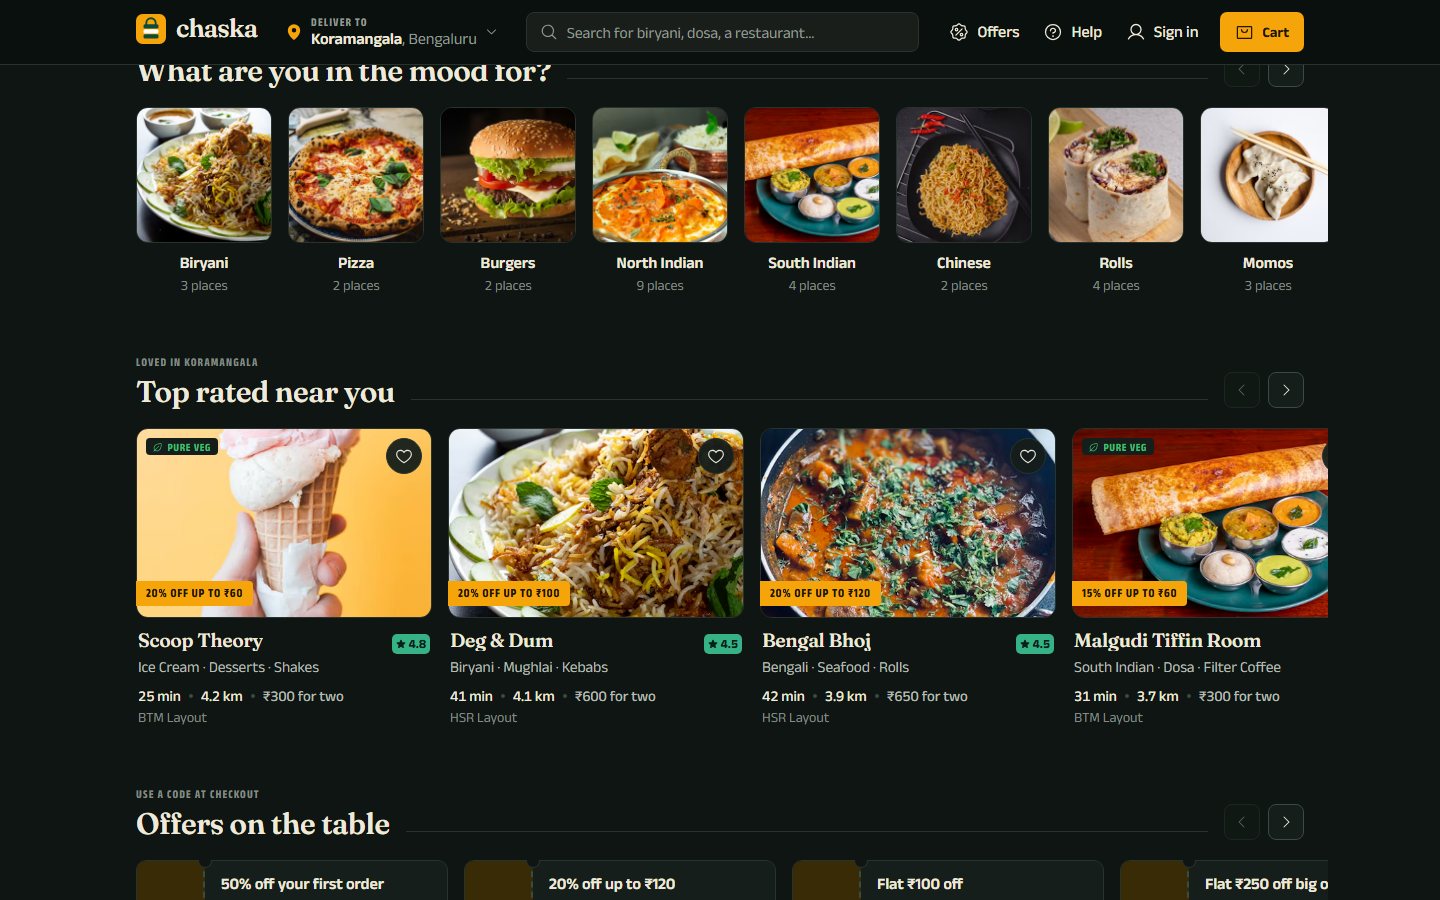 chaska
DELIVER TO
Koramangala, Bengaluru
Search for biryani, dosa, a restaurant...
Offers
Help
Sign in
Cart
What are you in the mood for?
Biryani
3 places
Pizza
2 places
Burgers
2 places
North Indian
9 places
South Indian
4 places
Chinese
2 places
Rolls
4 places
Momos
3 places
LOVED IN KORAMANGALA
Top rated near you
PURE VEG
20% OFF UP TO ₹60
Scoop Theory
4.8
Ice Cream · Desserts · Shakes
25 min • 4.2 km • ₹300 for two
BTM Layout
20% OFF UP TO ₹100
Deg & Dum
4.5
Biryani · Mughlai · Kebabs
41 min • 4.1 km • ₹600 for two
HSR Layout
20% OFF UP TO ₹120
Bengal Bhoj
4.5
Bengali · Seafood · Rolls
42 min • 3.9 km • ₹650 for two
HSR Layout
PURE VEG
15% OFF UP TO ₹60
Malgudi Tiffin Room
South Indian · Dosa · Filter Coffee
31 min • 3.7 km • ₹300 for two
BTM Layout
USE A CODE AT CHECKOUT
Offers on the table
50% off your first order
20% off up to ₹120
Flat ₹100 off
Flat ₹250 off big o